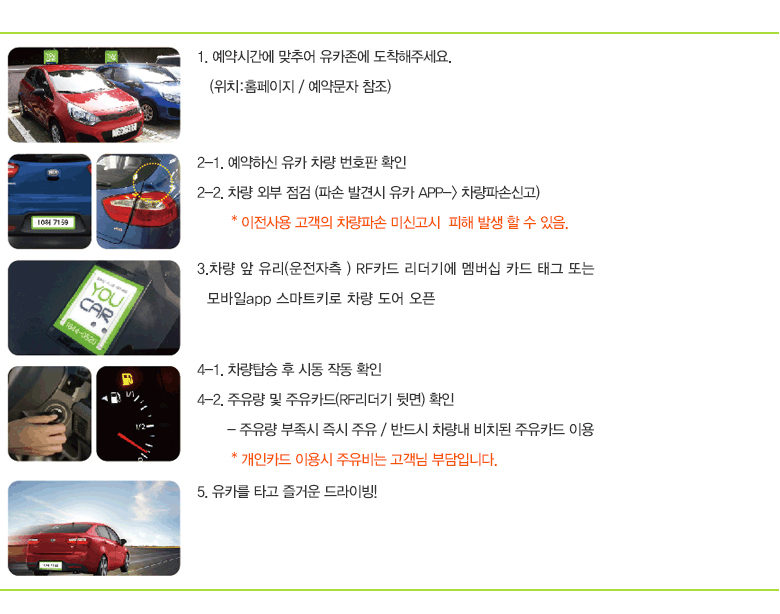 1. 예약시간에 맞추어 유카존에 도착해주세요.
(위치:홈페이지 / 예약문자 참조)
2-1. 예약하신 유카 차량 번호판 확인
2-2. 차량 외부 점검 (파손 발견시 유카 APP-> 차량파손신고)
* 이전사용 고객의 차량파손 미신고시 피해 발생 할 수 있음.
10허 7159
3.차량 앞 유리(운전자측 ) RF카드 리더기에 멤버십 카드 태그 또는
모바일app 스마트키로 차량 도어 오픈
YOU
CAR
1544-0520
4-1. 차량탑승 후 시동 작동 확인
4-2. 주유량 및 주유카드(RF리더기 뒷면) 확인
- 주유량 부족시 즉시 주유 / 반드시 차량내 비치된 주유카드 이용
* 개인카드 이용시 주유비는 고객님 부담입니다.
5. 유카를 타고 즐거운 드라이빙!